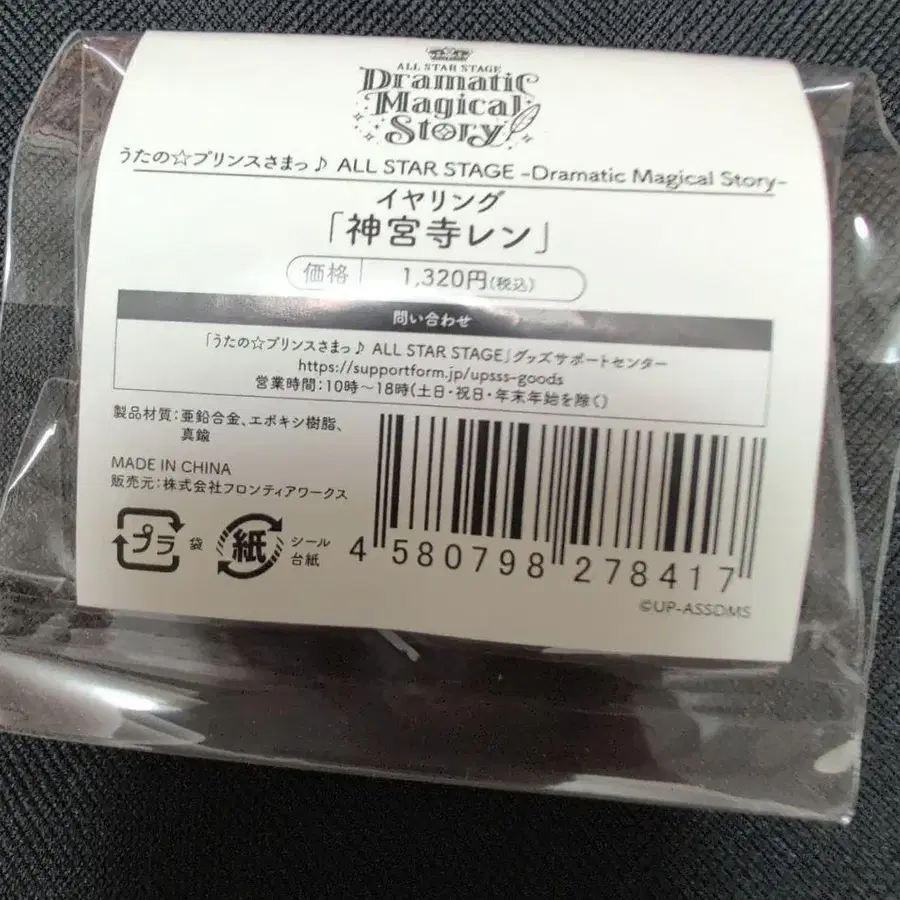 ALL STAR STAGE
Dramatic
Magical
Story
うたの☆プリンスさまっ♪ ALL STAR STAGE -Dramatic Magical Story-
イヤリング
「神宮寺レン」
価格 1,320円(税込)
問い合わせ
「うたの☆プリンスさまっ♪ ALL STAR STAGE」グッズサポートセンター
https://supportform.jp/upsss-goods
営業時間:10時～18時(土日・祝日・年末年始を除く)
製品材質:亜鉛合金、エポキシ樹脂、
真鍮
MADE IN CHINA
販売元:株式会社フロンティアワークス
プラ 袋
紙 シール
台紙
4 580798 278417
©UP-ASSDMS